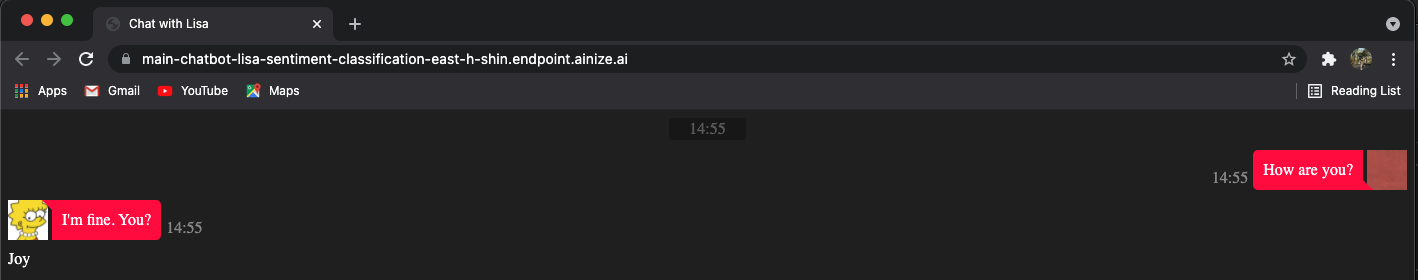 Chat with Lisa
main-chatbot-lisa-sentiment-classification-east-h-shin.endpoint.ainize.ai
Apps Gmail YouTube Maps Reading List
14:55
14:55 How are you?
I'm fine. You? 14:55
Joy